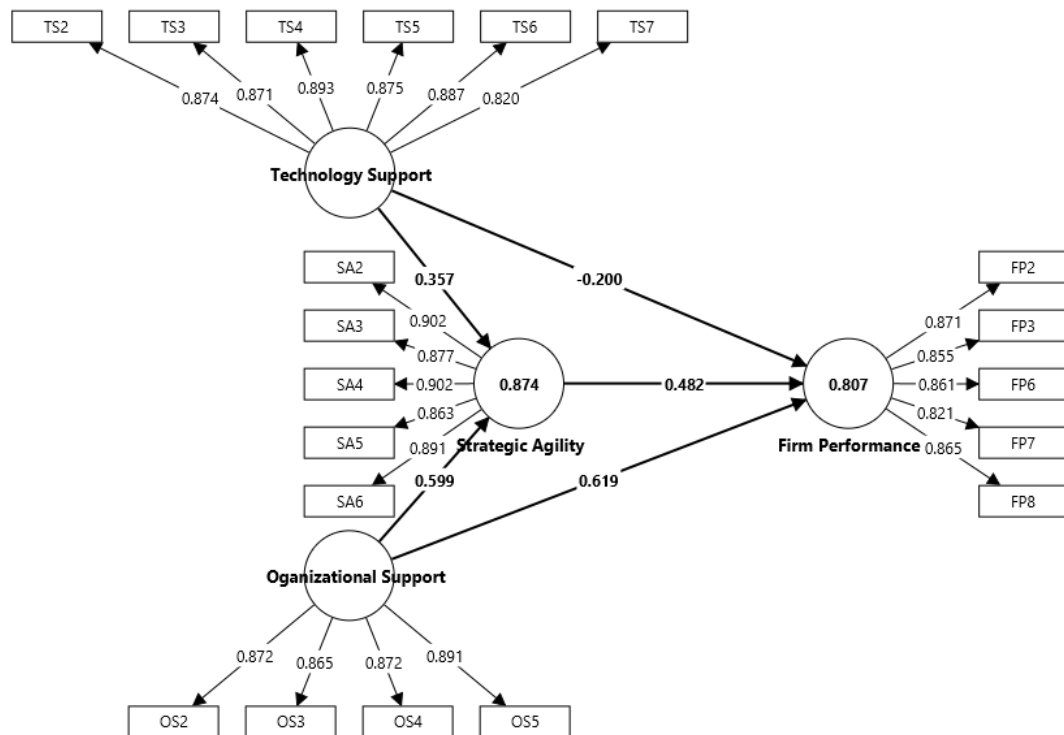 TS2 TS3 TS4 TS5 TS6 TS7
0.874 0.871 0.893 0.875 0.887 0.820
Technology Support
SA2 0.357 -0.200 FP2
0.902 0.871
SA3 FP3
0.877 0.855
SA4 0.902 0.874 0.482 0.807 0.861 FP6
0.863 0.821
SA5 Strategic Agility Firm Performance FP7
0.891 0.865
0.599 0.619
SA6 FP8
Oganizational Support
0.872 0.865 0.872 0.891
OS2 OS3 OS4 OS5